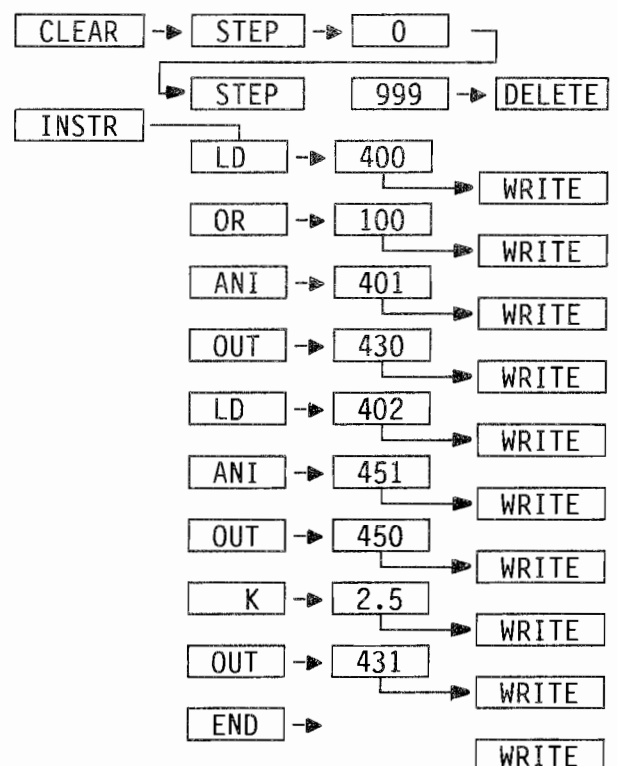 CLEAR STEP 0
STEP 999 DELETE
INSTR
LD 400
WRITE
OR 100
WRITE
ANI 401
WRITE
OUT 430
WRITE
LD 402
WRITE
ANI 451
WRITE
OUT 450
WRITE
K 2.5
WRITE
OUT 431
WRITE
END
WRITE